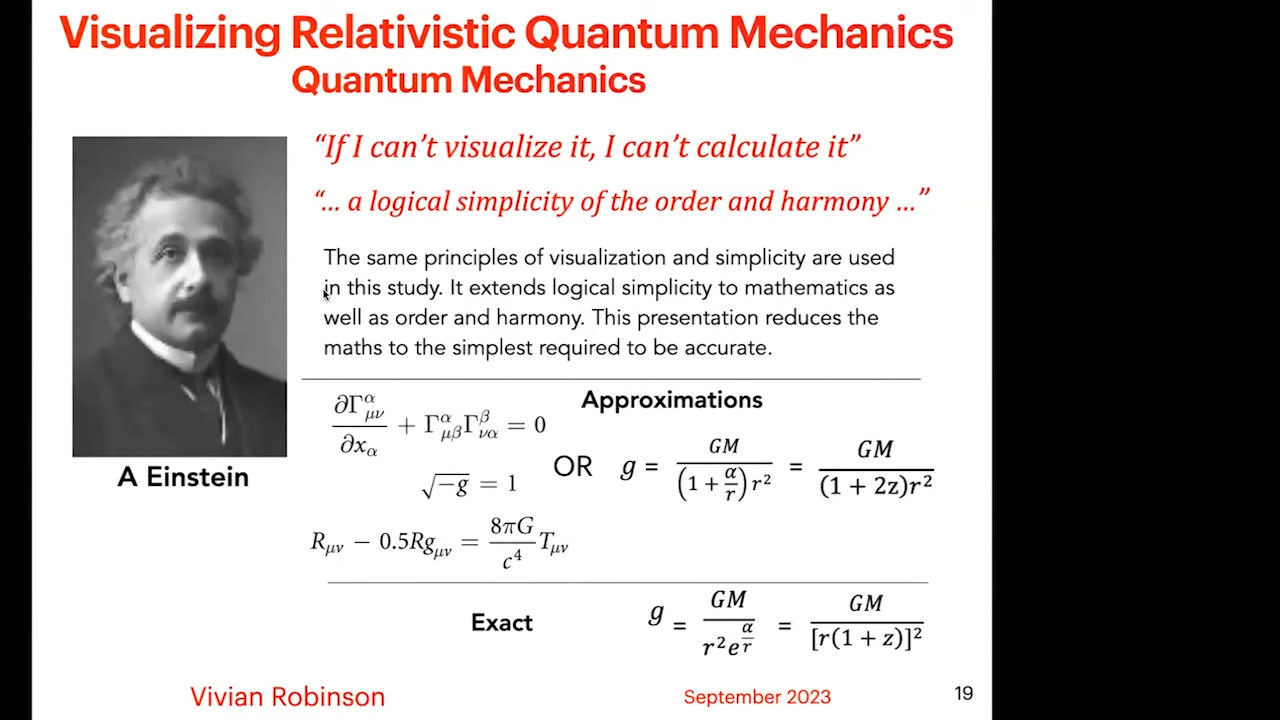 Visualizing Relativistic Quantum Mechanics
Quantum Mechanics
“If I can’t visualize it, I can’t calculate it”
“… a logical simplicity of the order and harmony …”
The same principles of visualization and simplicity are used
in this study. It extends logical simplicity to mathematics as
well as order and harmony. This presentation reduces the
maths to the simplest required to be accurate.
A Einstein
Approximations
∂Γ^α_μν/∂x_α + Γ^α_μβ Γ^β_να = 0
√−g = 1
OR g = GM/((1 + α/r)r²) = GM/((1 + 2z)r²)
R_μν − 0.5Rg_μν = 8πG/c⁴ T_μν
Exact g = GM/(r²e^(α/r)) = GM/[r(1 + z)]²
Vivian Robinson
September 2023
19